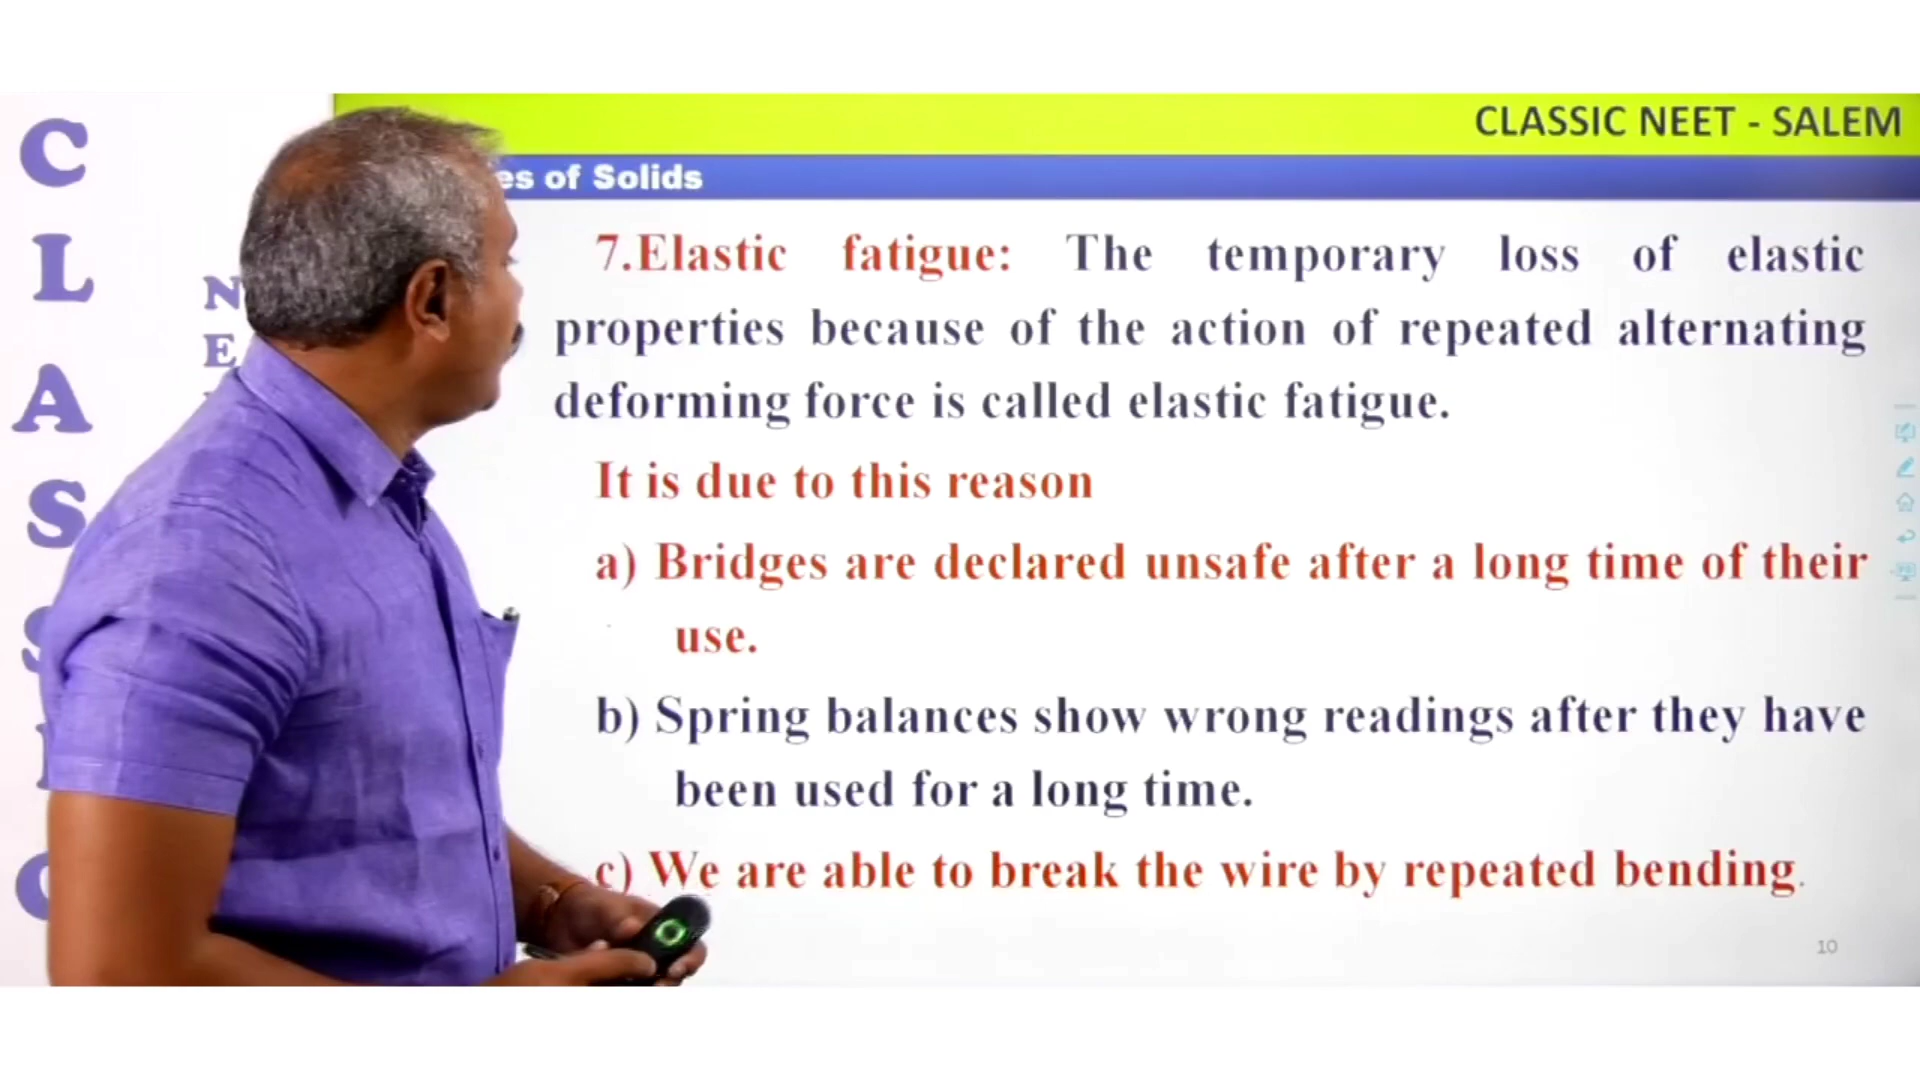 CLASSIC NEET - SALEM
es of Solids
7.Elastic fatigue: The temporary loss of elastic
properties because of the action of repeated alternating
deforming force is called elastic fatigue.
It is due to this reason
a) Bridges are declared unsafe after a long time of their
use.
b) Spring balances show wrong readings after they have
been used for a long time.
c) We are able to break the wire by repeated bending.
10
C
L
A
S
S
I
C
N
E